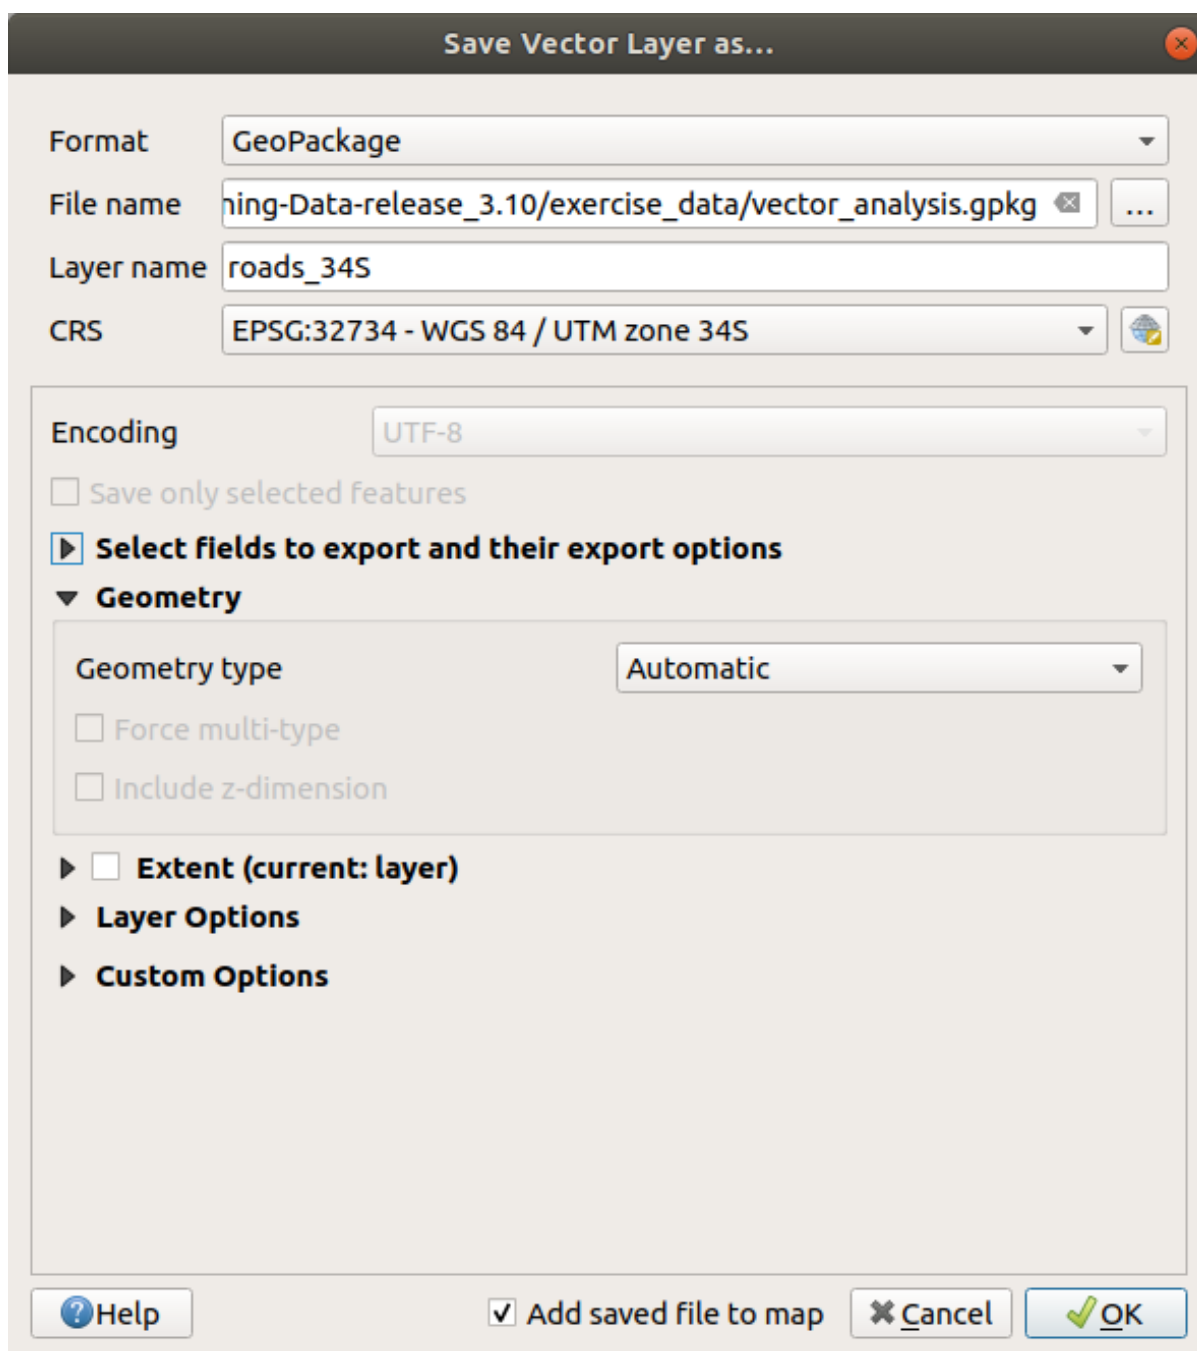 Save Vector Layer as...
Format GeoPackage
File name ning-Data-release_3.10/exercise_data/vector_analysis.gpkg ...
Layer name roads_34S
CRS EPSG:32734 - WGS 84 / UTM zone 34S
Encoding UTF-8
Save only selected features
Select fields to export and their export options
Geometry
Geometry type Automatic
Force multi-type
Include z-dimension
Extent (current: layer)
Layer Options
Custom Options
Help Add saved file to map Cancel OK